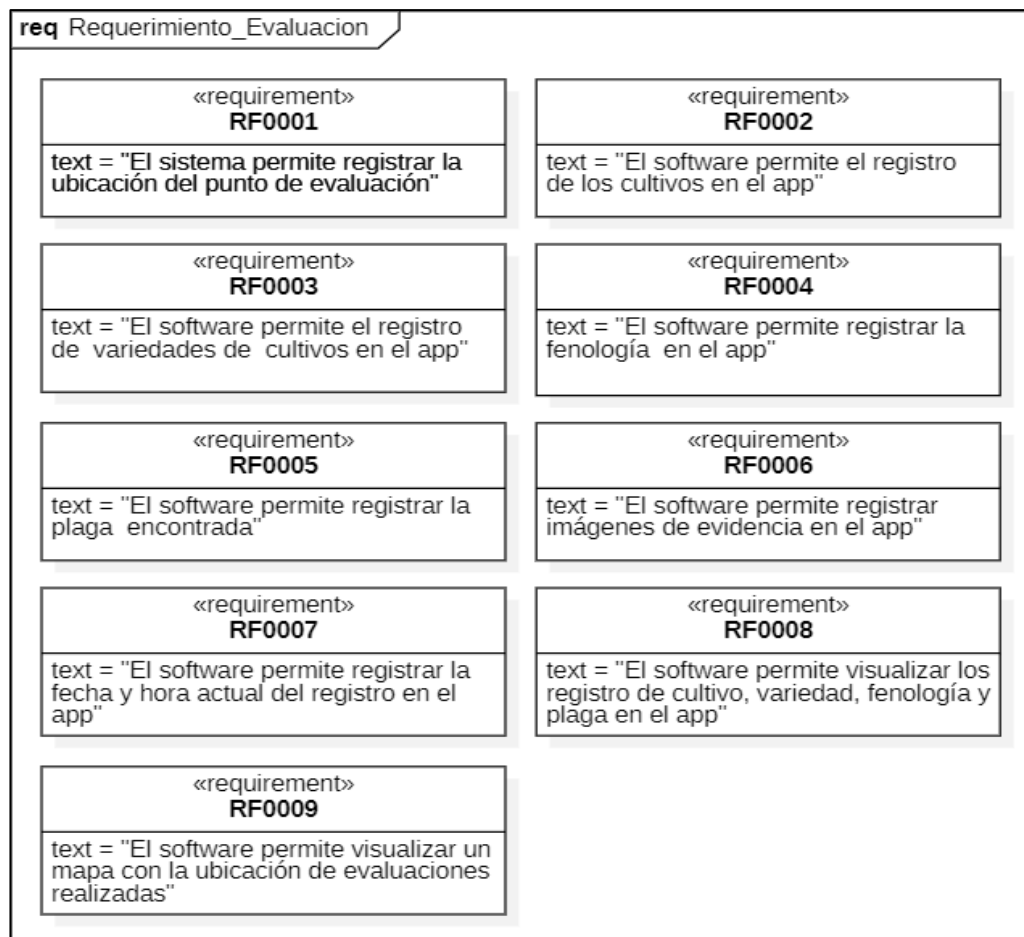 req Requerimiento_Evaluacion
«requirement»
RF0001
text = "El sistema permite registrar la
ubicación del punto de evaluación"
«requirement»
RF0002
text = "El software permite el registro
de los cultivos en el app"
«requirement»
RF0003
text = "El software permite el registro
de  variedades de  cultivos en el app"
«requirement»
RF0004
text = "El software permite registrar la
fenología  en el app"
«requirement»
RF0005
text = "El software permite registrar la
plaga  encontrada"
«requirement»
RF0006
text = "El software permite registrar
imágenes de evidencia en el app"
«requirement»
RF0007
text = "El software permite registrar la
fecha y hora actual del registro en el
app"
«requirement»
RF0008
text = "El software permite visualizar los
registro de cultivo, variedad, fenología y
plaga en el app"
«requirement»
RF0009
text = "El software permite visualizar un
mapa con la ubicación de evaluaciones
realizadas"